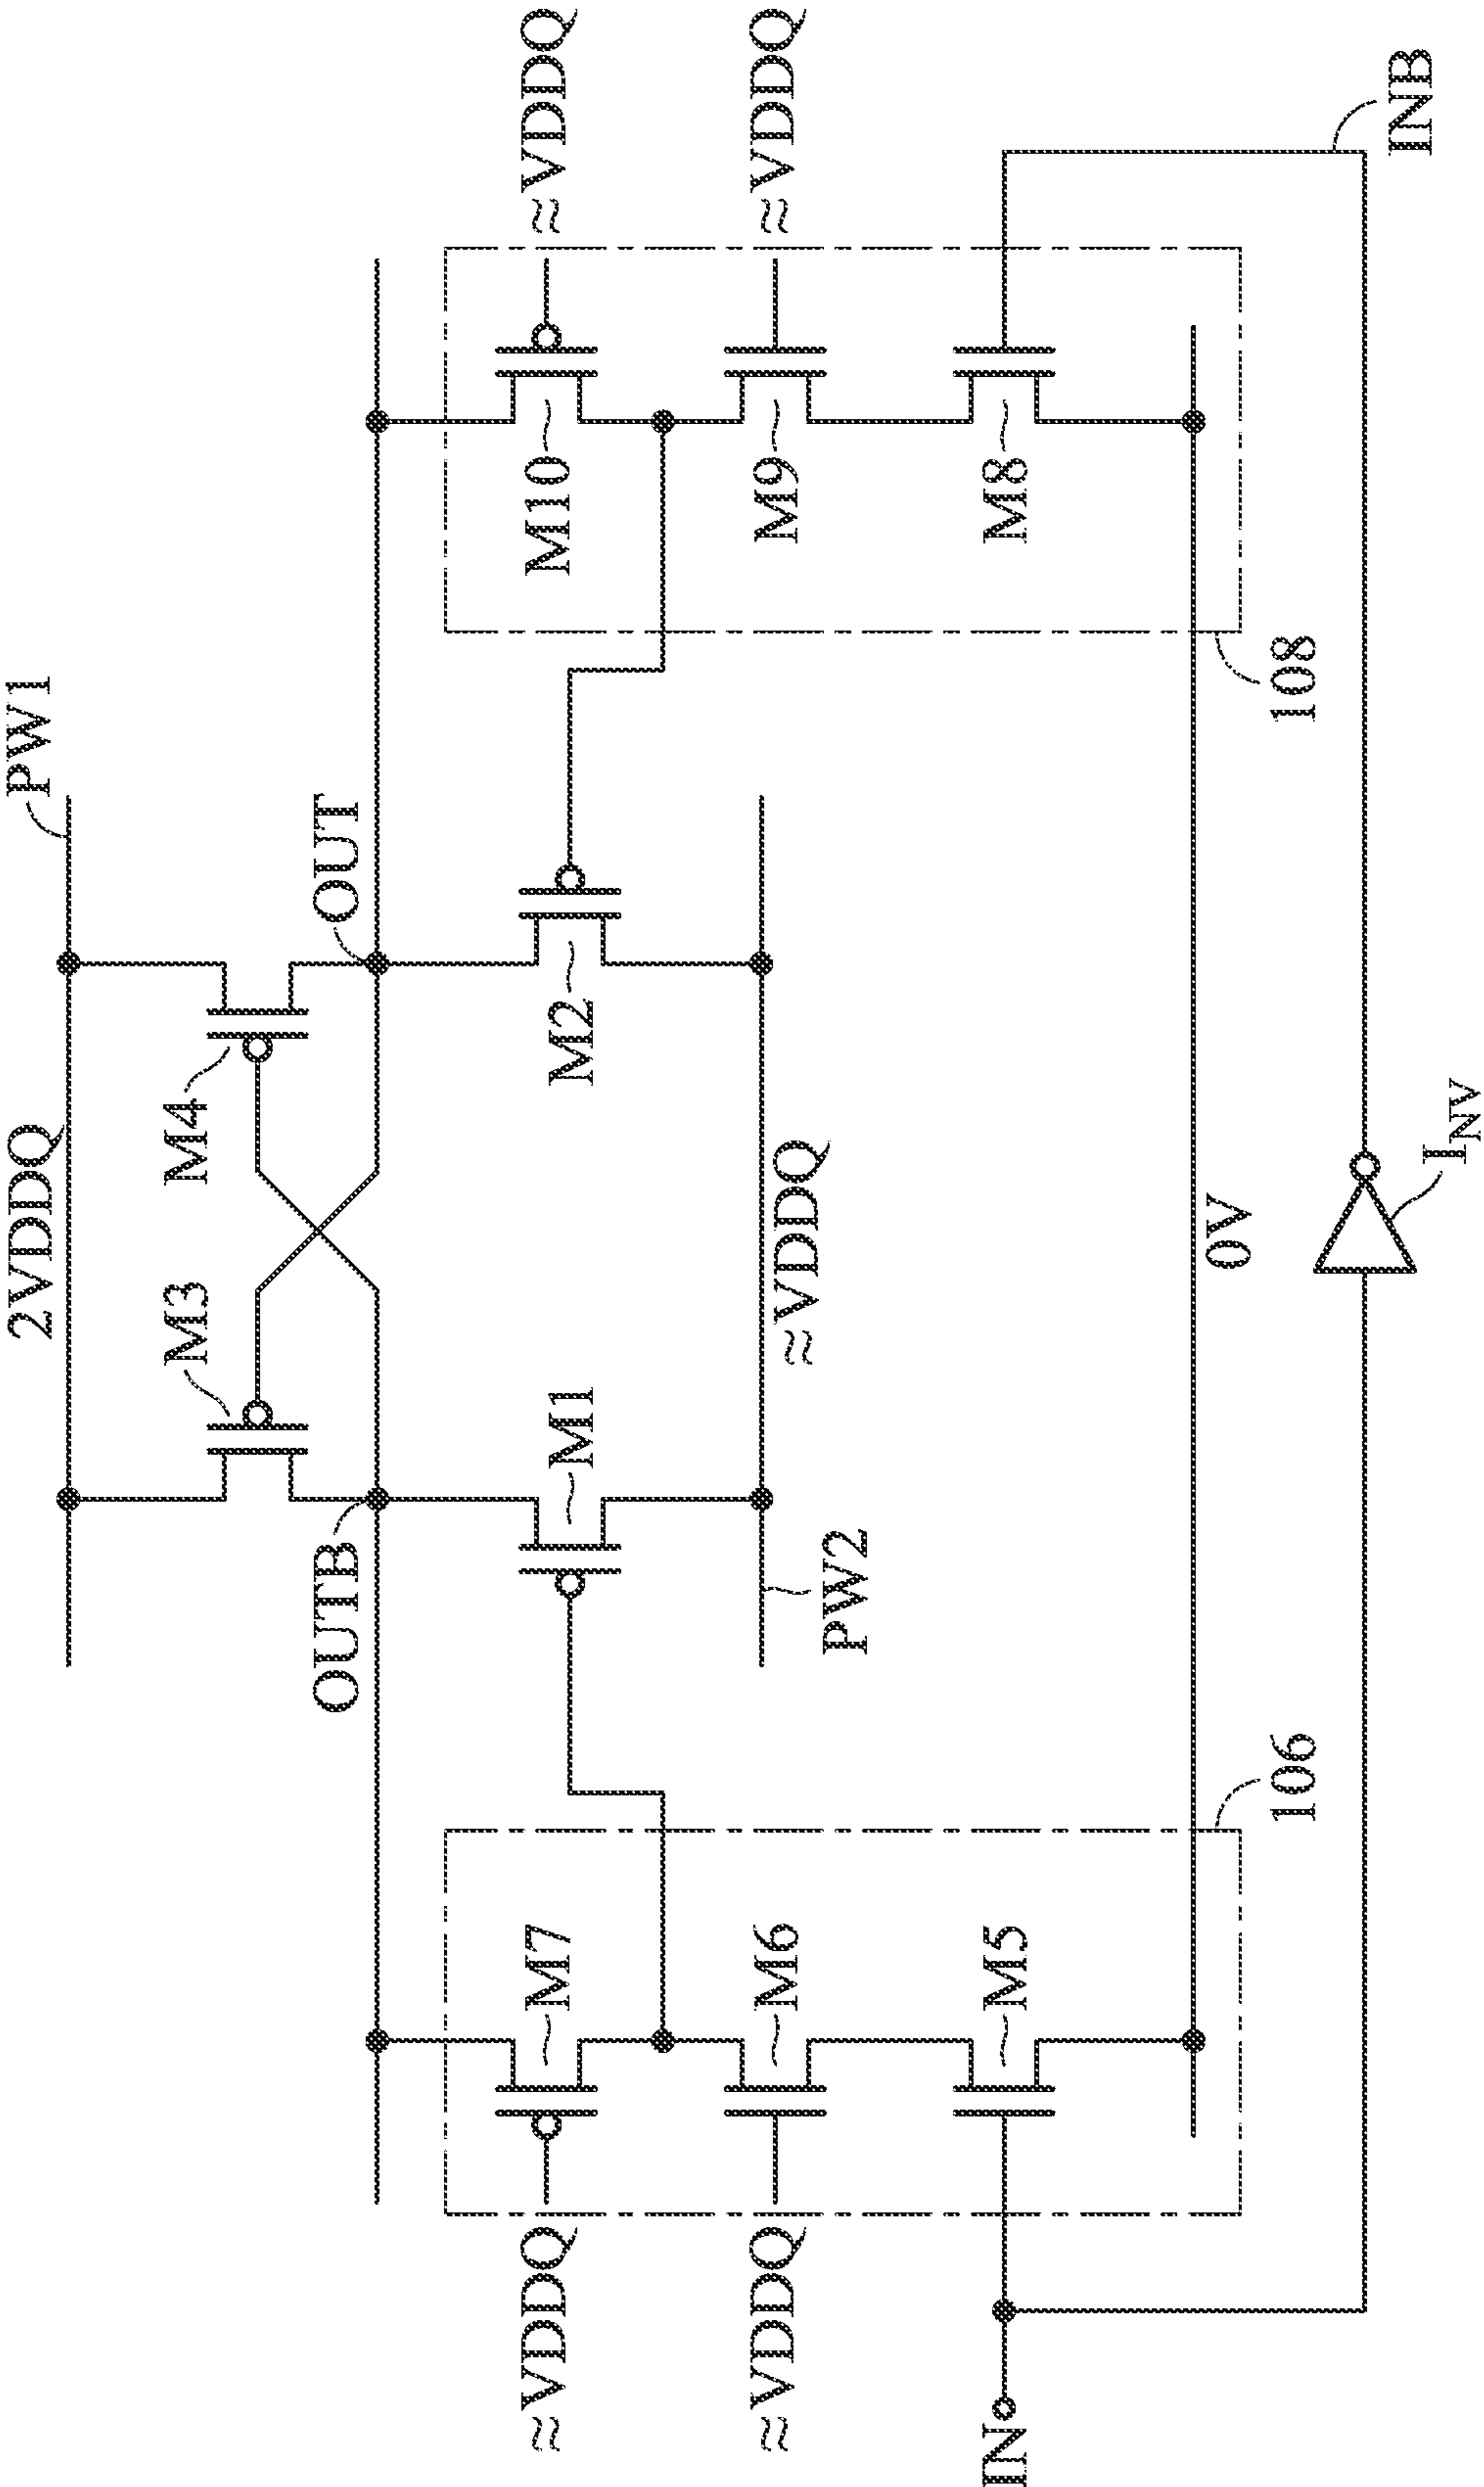 2VDDQ
PW1
M3
M4
OUTB
OUT
≈VDDQ
M7
M1
M2
M10
≈VDDQ
≈VDDQ
M6
≈VDDQ
PW2
M9
≈VDDQ
IN
M5
M8
0V
106
108
I_NV
INB